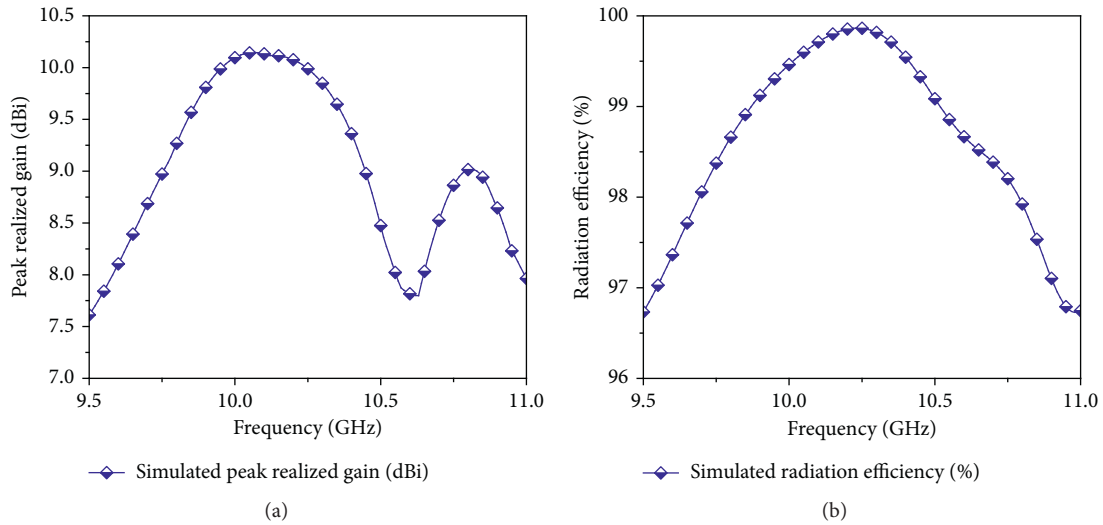 10.5
10.0
9.5
9.0
8.5
8.0
7.5
7.0
Peak realized gain (dBi)
9.5 10.0 10.5 11.0
Frequency (GHz)
Simulated peak realized gain (dBi)
(a)
100
99
98
97
96
Radiation efficiency (%)
9.5 10.0 10.5 11.0
Frequency (GHz)
Simulated radiation efficiency (%)
(b)